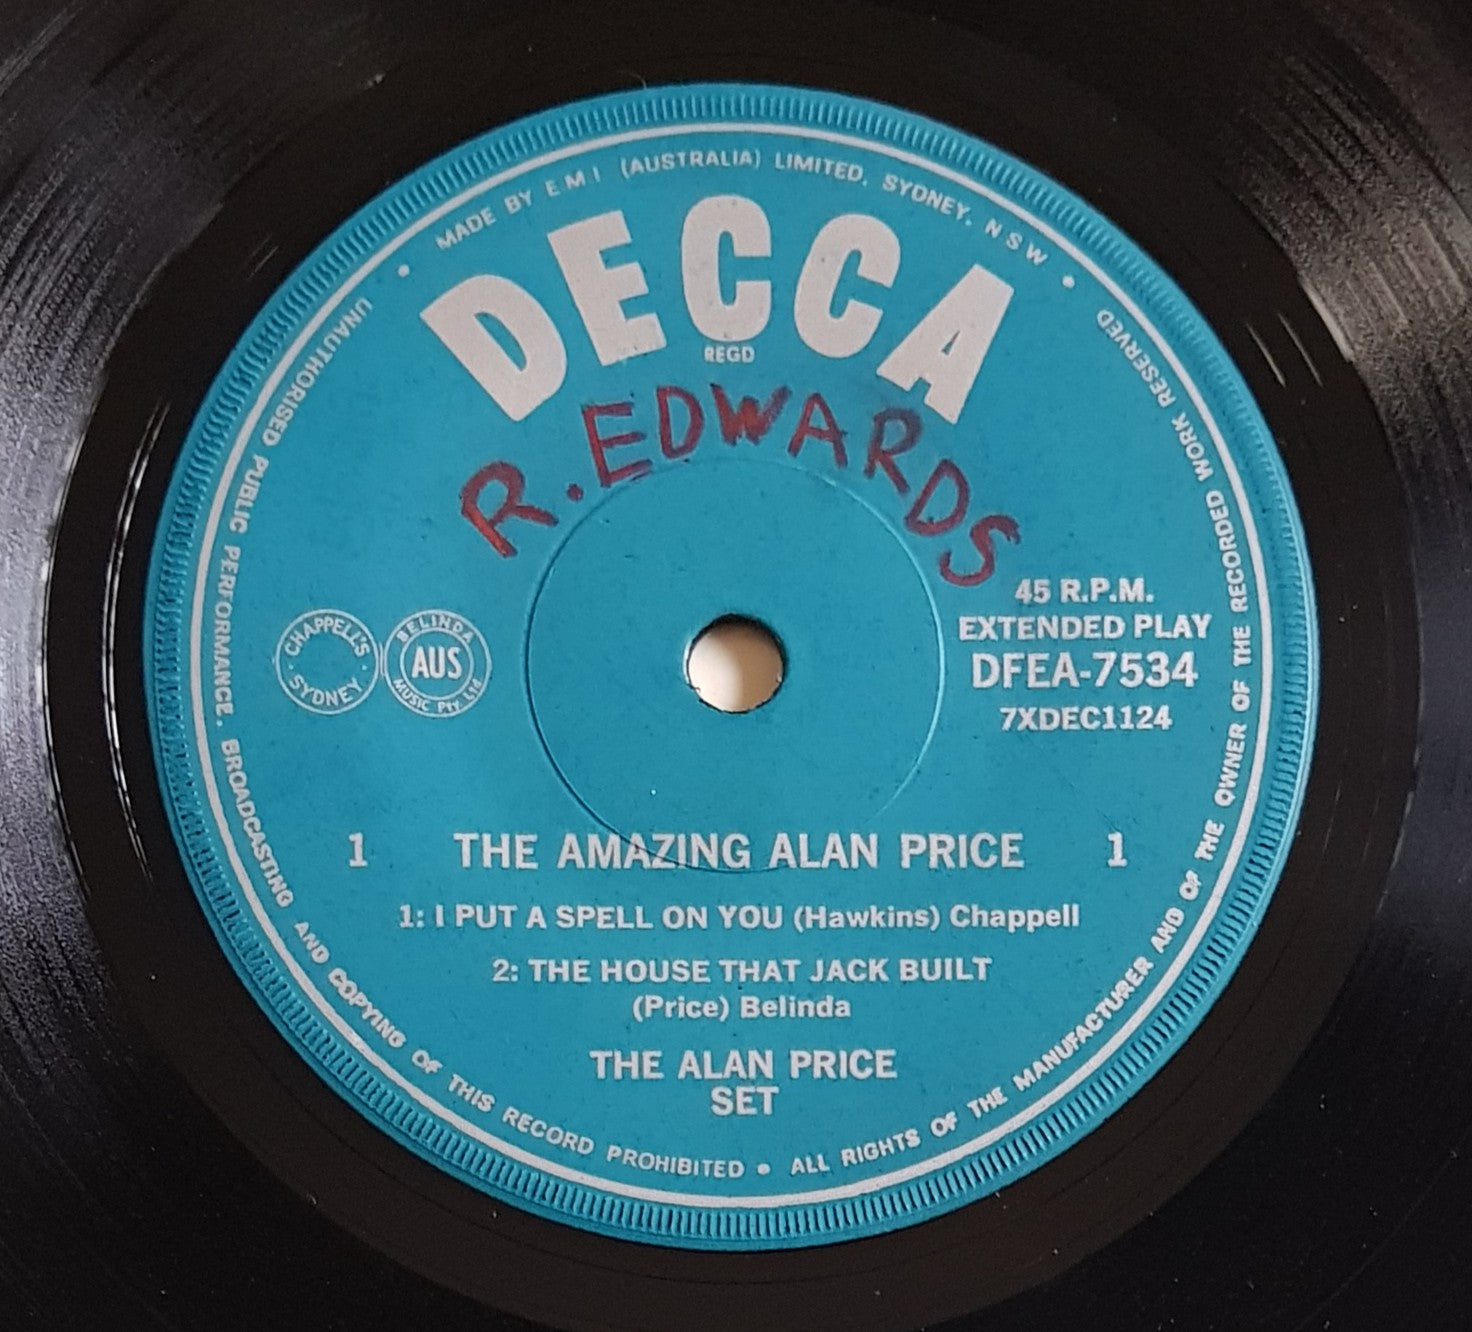 MADE BY E M I (AUSTRALIA) LIMITED, SYDNEY, N S W
DECCA
REGD
R. EDWARDS
CHAPPELL'S
SYDNEY
BELINDA
AUS
MUSIC Pty Ltd
45 R.P.M.
EXTENDED PLAY
DFEA-7534
7XDEC1124
1 THE AMAZING ALAN PRICE 1
1: I PUT A SPELL ON YOU (Hawkins) Chappell
2: THE HOUSE THAT JACK BUILT
(Price) Belinda
THE ALAN PRICE
SET
UNAUTHORISED PUBLIC PERFORMANCE, BROADCASTING AND COPYING OF THIS RECORD PROHIBITED • ALL RIGHTS OF THE MANUFACTURER AND OF THE OWNER OF THE RECORDED WORK RESERVED